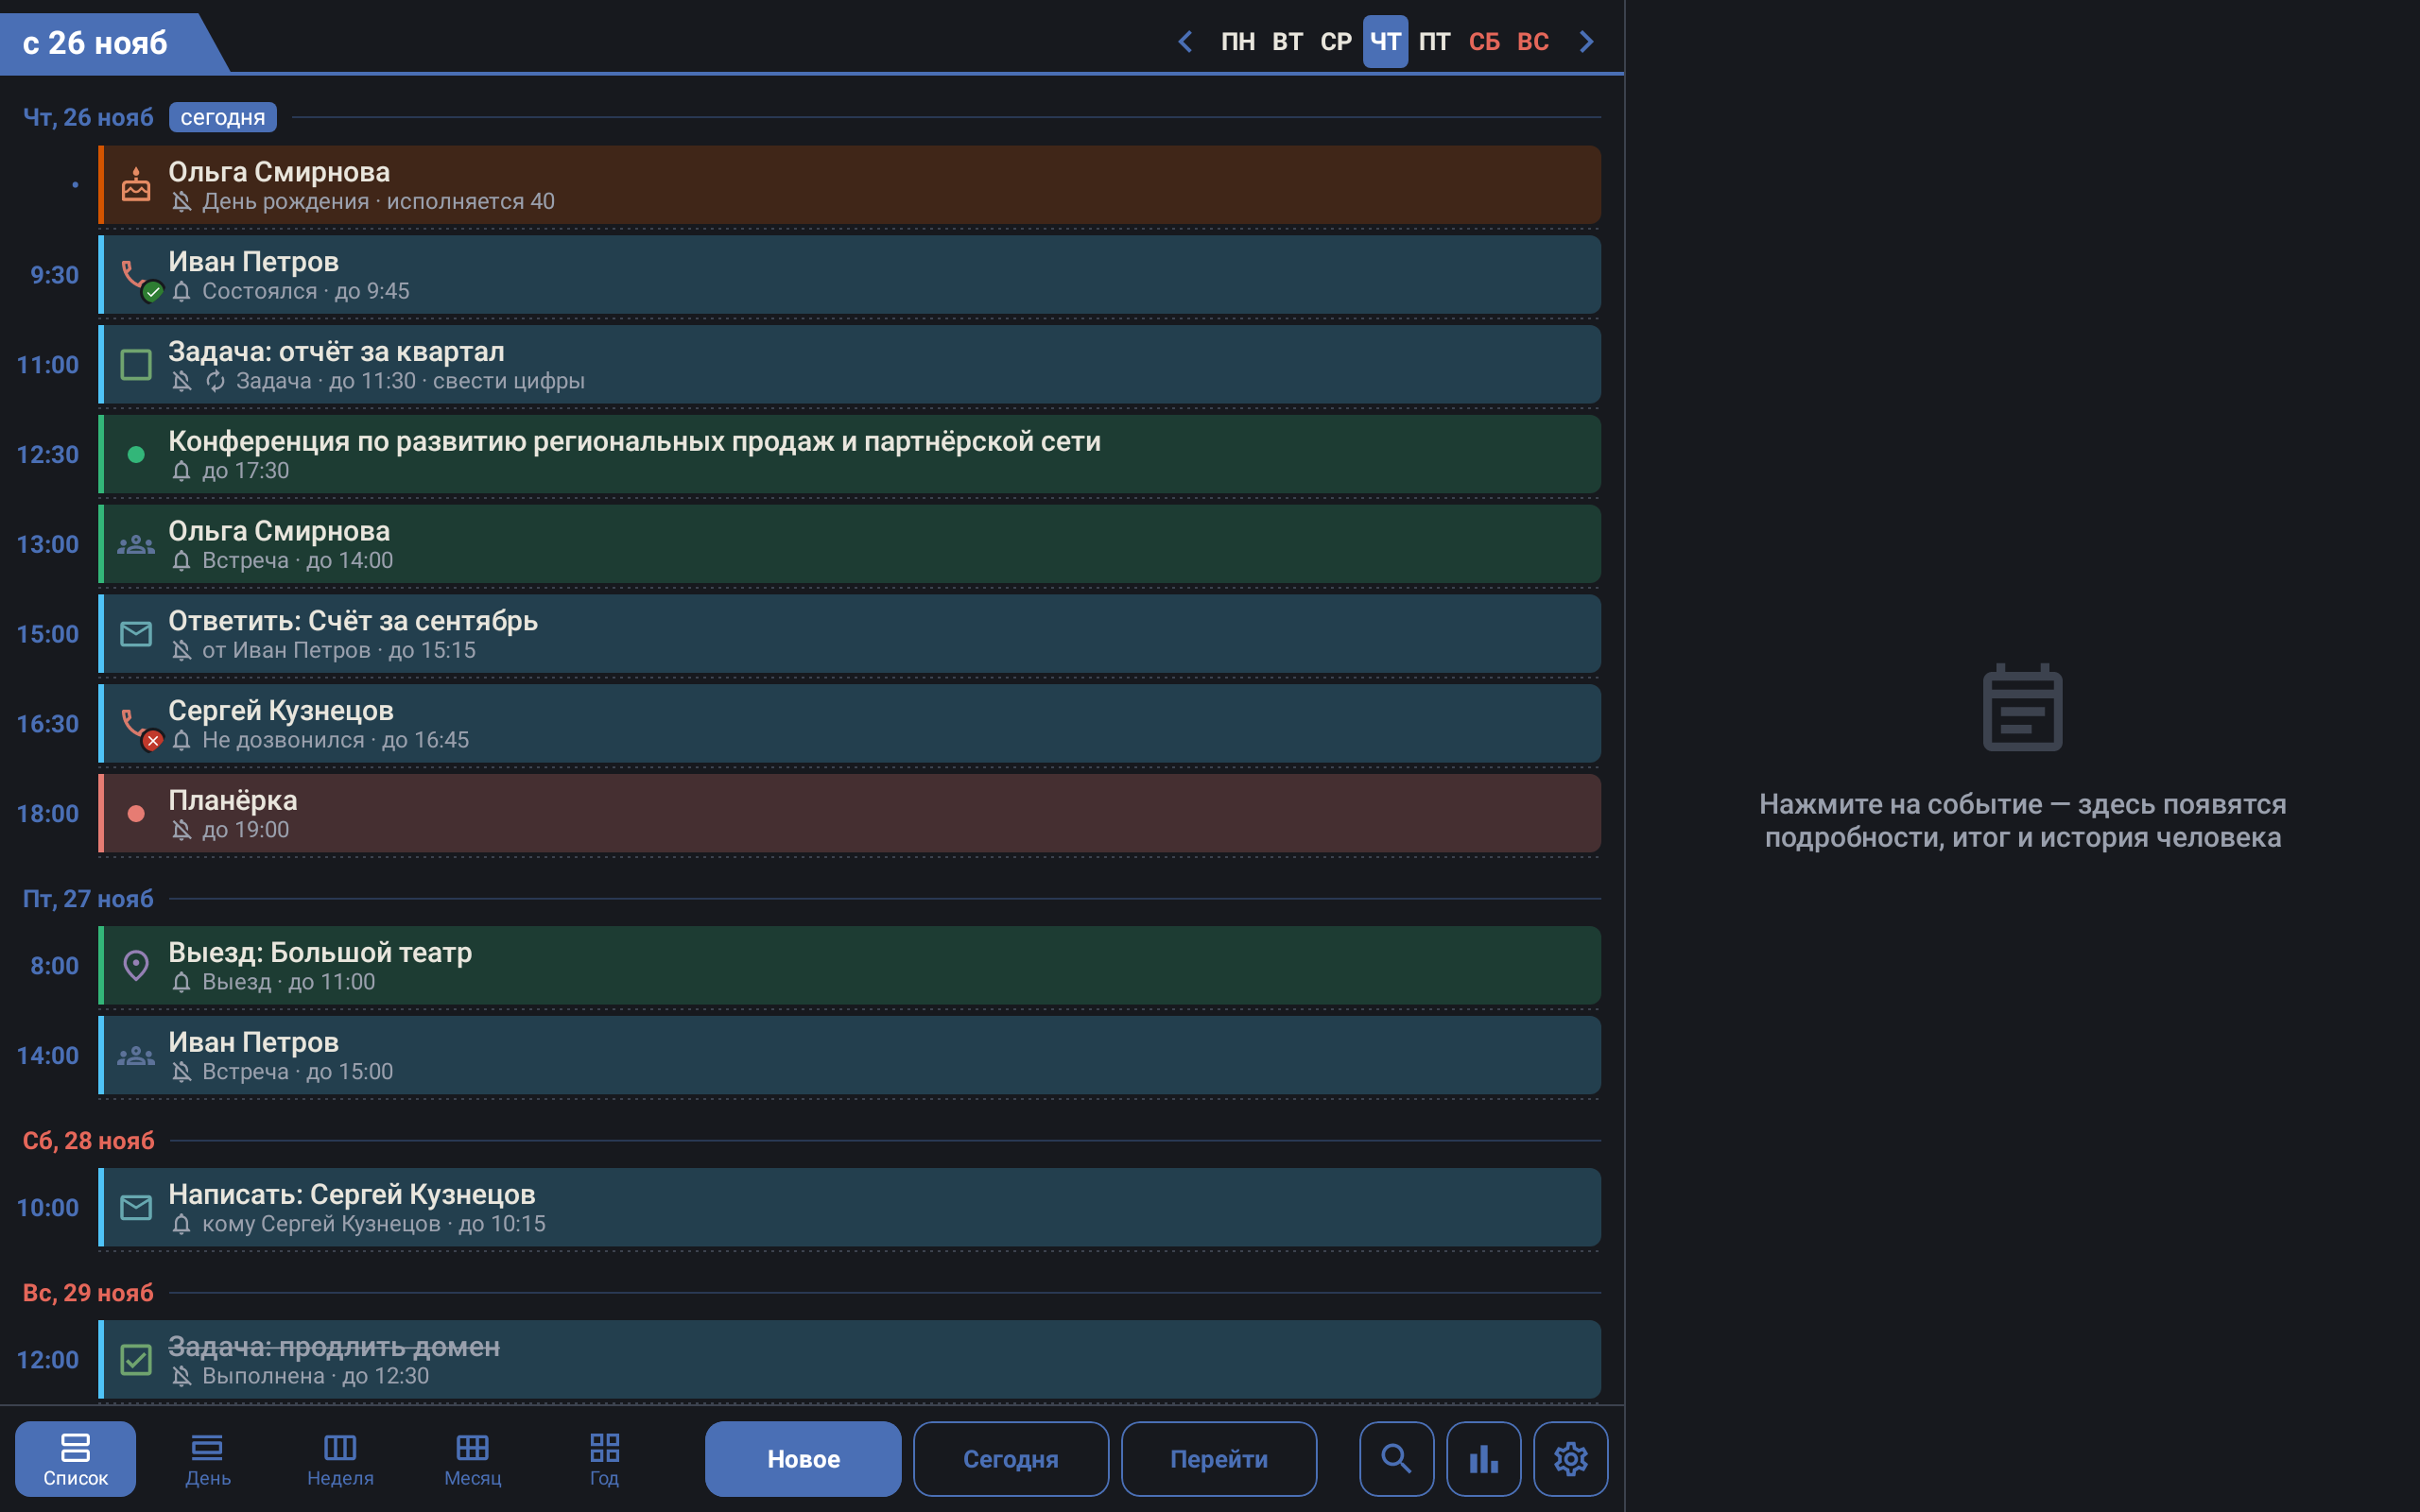 с 26 нояб
ПН ВТ СР ЧТ ПТ СБ ВС
Чт, 26 нояб сегодня
Ольга Смирнова
День рождения · исполняется 40
9:30
Иван Петров
Состоялся · до 9:45
11:00
Задача: отчёт за квартал
Задача · до 11:30 · свести цифры
12:30
Конференция по развитию региональных продаж и партнёрской сети
до 17:30
13:00
Ольга Смирнова
Встреча · до 14:00
15:00
Ответить: Счёт за сентябрь
от Иван Петров · до 15:15
16:30
Сергей Кузнецов
Не дозвонился · до 16:45
18:00
Планёрка
до 19:00
Пт, 27 нояб
8:00
Выезд: Большой театр
Выезд · до 11:00
14:00
Иван Петров
Встреча · до 15:00
Сб, 28 нояб
10:00
Написать: Сергей Кузнецов
кому Сергей Кузнецов · до 10:15
Вс, 29 нояб
12:00
Задача: продлить домен
Выполнена · до 12:30
Список День Неделя Месяц Год Новое Сегодня Перейти
Нажмите на событие — здесь появятся
подробности, итог и история человека